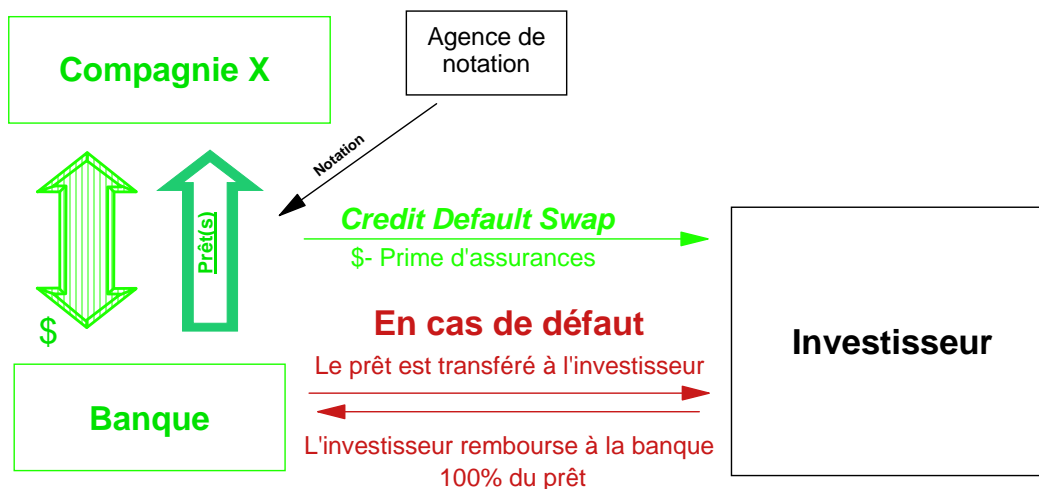 Compagnie X
Agence de
notation
Notation
Prêt(s)
$
Credit Default Swap
$- Prime d'assurances
En cas de défaut
Le prêt est transféré à l'investisseur
L'investisseur rembourse à la banque
100% du prêt
Banque
Investisseur